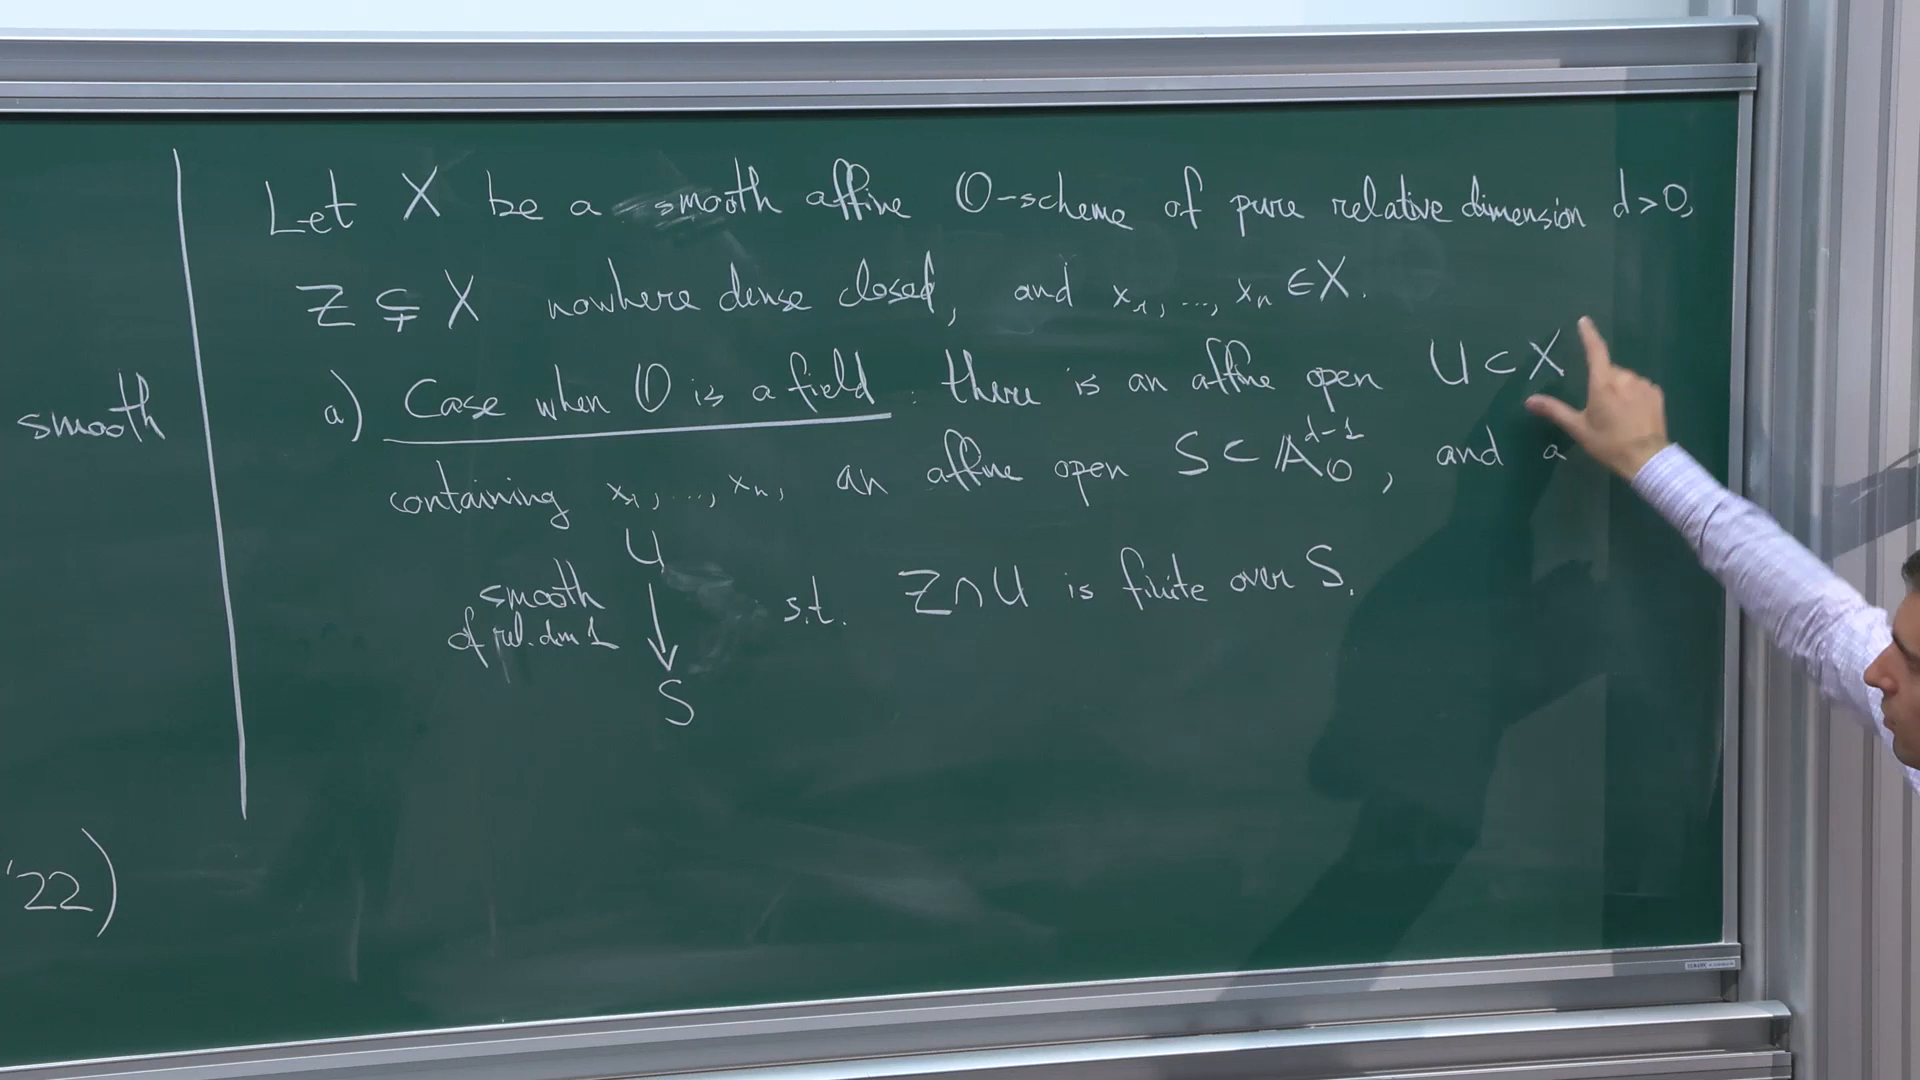 smooth
'22)
Let X be a smooth affine O-scheme of pure relative dimension d>0,
Z ⊊ X nowhere dense closed, and x₁, ..., xₙ ∈ X.
a) Case when O is a field : there is an affine open U ⊂ X
containing x₁, ..., xₙ, an affine open S ⊂ 𝔸_O^{d-1}, and a
U
smooth
of rel. dim 1 ↓ s.t. Z∩U is finite over S.
S